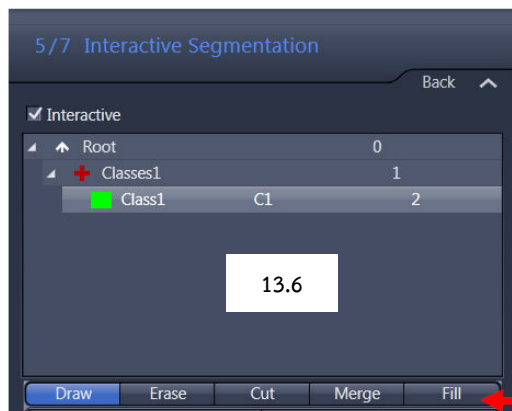 5/7 Interactive Segmentation
Back
Interactive
Root 0
Classes1 1
Class1 C1 2
13.6
Draw Erase Cut Merge Fill